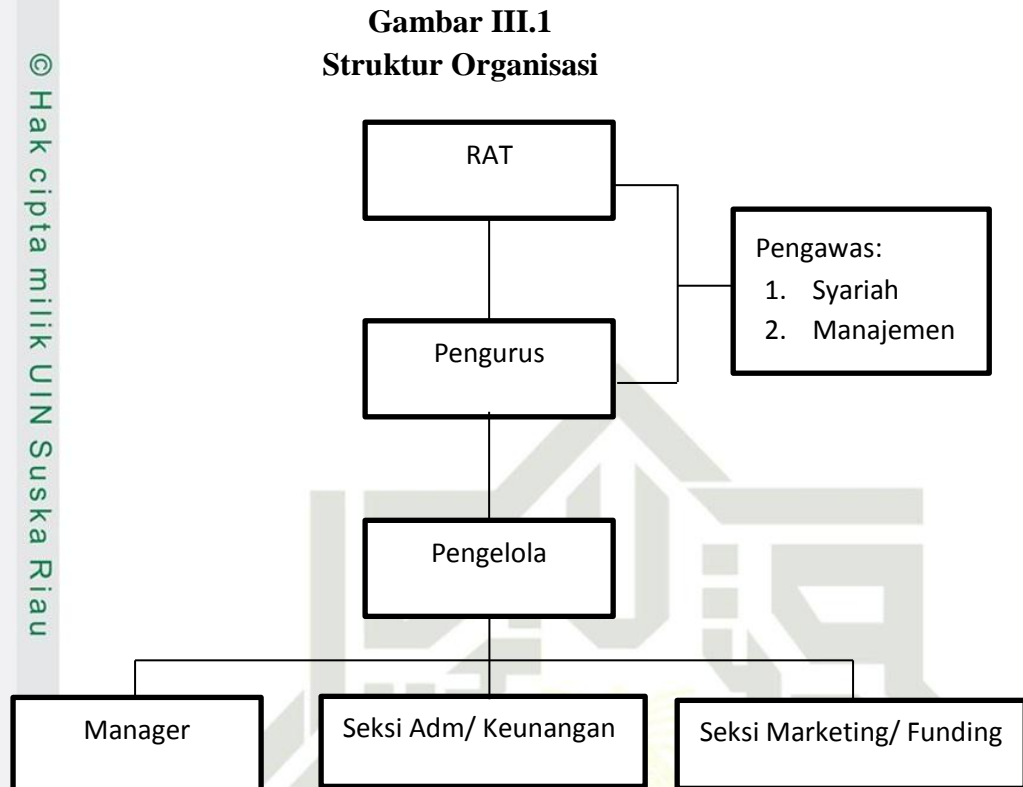 Gambar III.1
Struktur Organisasi
© Hak cipta milik UIN Suska Riau
RAT
Pengawas:
1. Syariah
2. Manajemen
Pengurus
Pengelola
Manager
Seksi Adm/ Keunangan
Seksi Marketing/ Funding